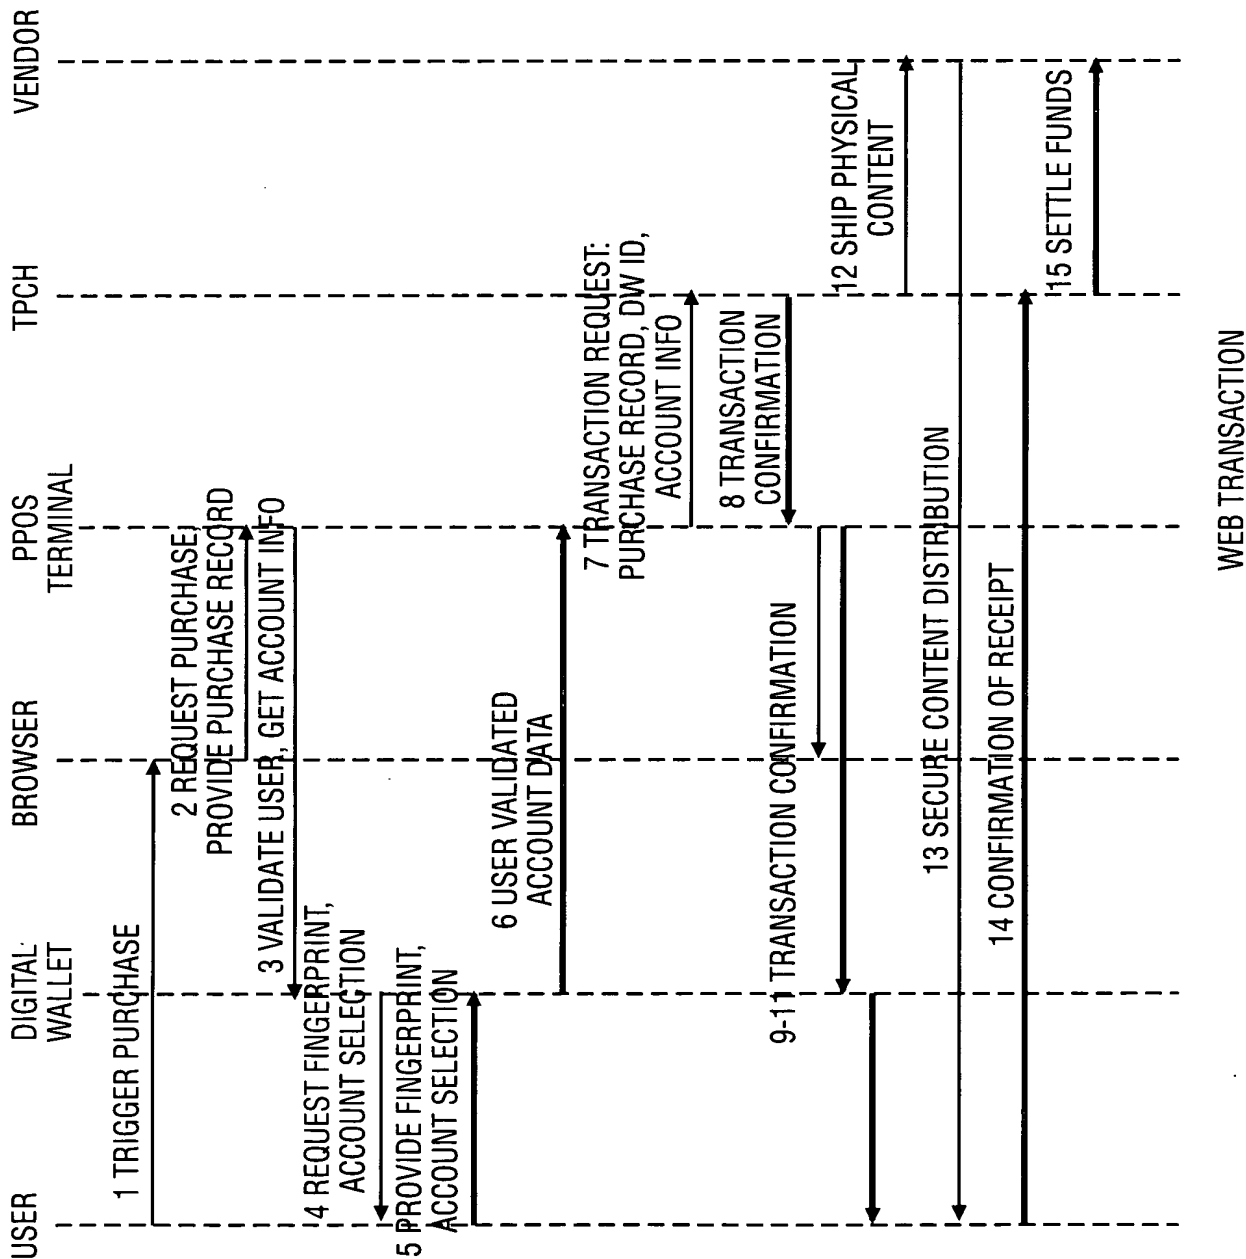 USER
DIGITAL
WALLET
BROWSER
PPOS
TERMINAL
TPCH
VENDOR
1 TRIGGER PURCHASE
2 REQUEST PURCHASE,
PROVIDE PURCHASE RECORD
3 VALIDATE USER, GET ACCOUNT INFO
4 REQUEST FINGERPRINT,
ACCOUNT SELECTION
5 PROVIDE FINGERPRINT,
ACCOUNT SELECTION
6 USER VALIDATED
ACCOUNT DATA
7 TRANSACTION REQUEST:
PURCHASE RECORD, DW ID,
ACCOUNT INFO
8 TRANSACTION
CONFIRMATION
9-11 TRANSACTION CONFIRMATION
12 SHIP PHYSICAL
CONTENT
13 SECURE CONTENT DISTRIBUTION
14 CONFIRMATION OF RECEIPT
15 SETTLE FUNDS
WEB TRANSACTION